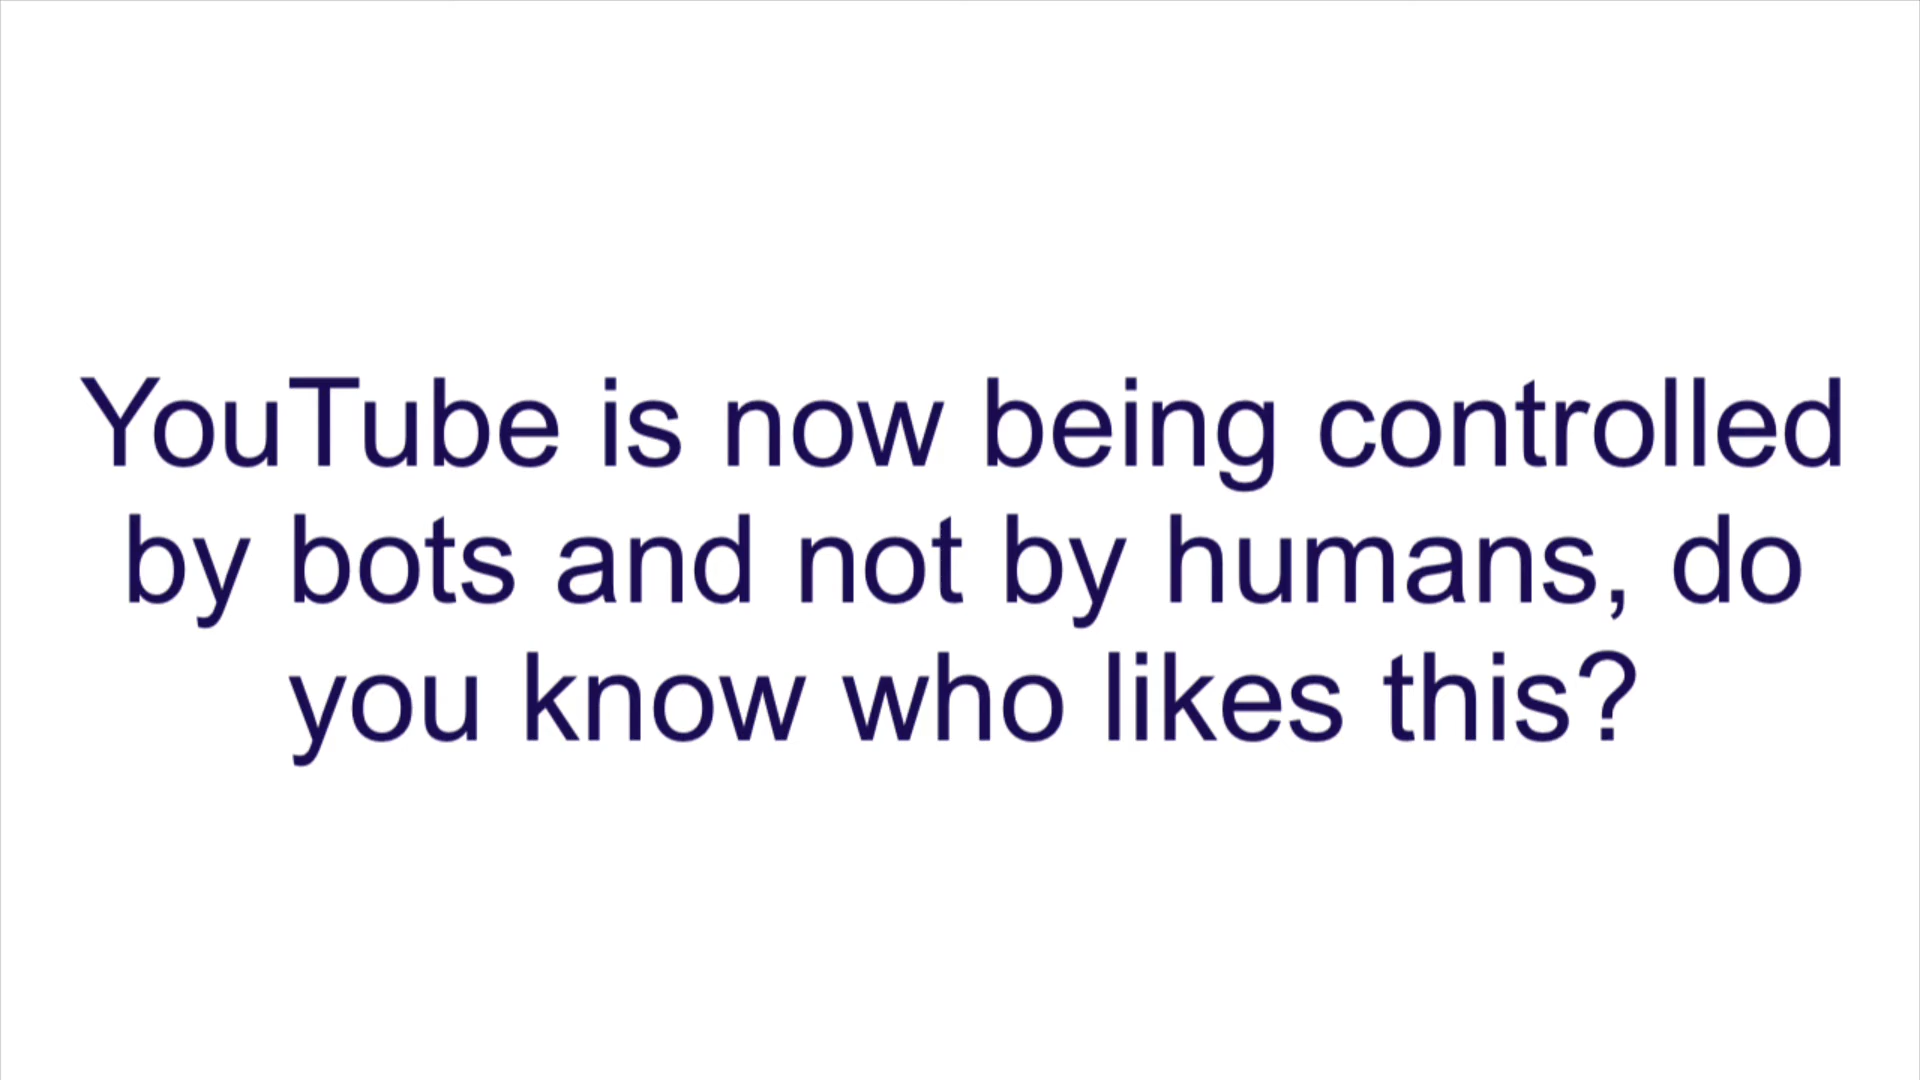 YouTube is now being controlled
by bots and not by humans, do
you know who likes this?